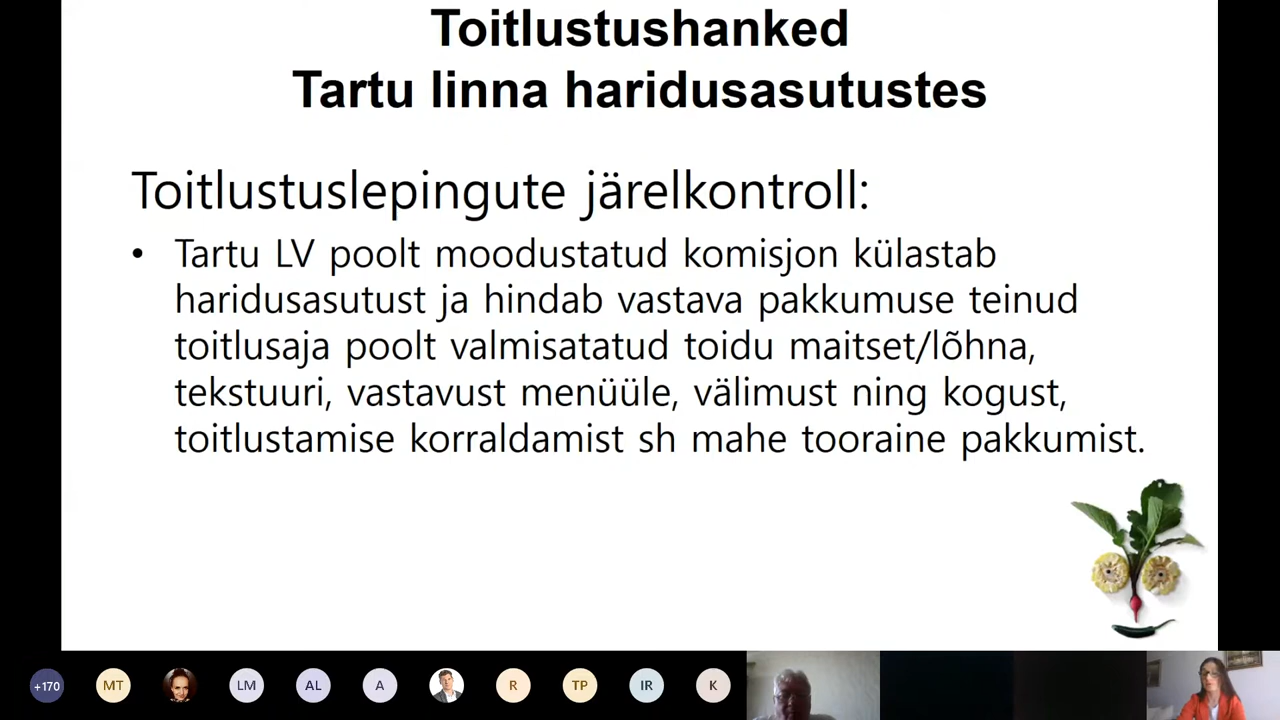 Toitlustushanked
Tartu linna haridusasutustes
Toitlustuslepingute järelkontroll:
• Tartu LV poolt moodustatud komisjon külastab
haridusasutust ja hindab vastava pakkumuse teinud
toitlusaja poolt valmisatatud toidu maitset/lõhna,
tekstuuri, vastavust menüüle, välimust ning kogust,
toitlustamise korraldamist sh mahe tooraine pakkumist.
+170 MT LM AL A R TP IR K